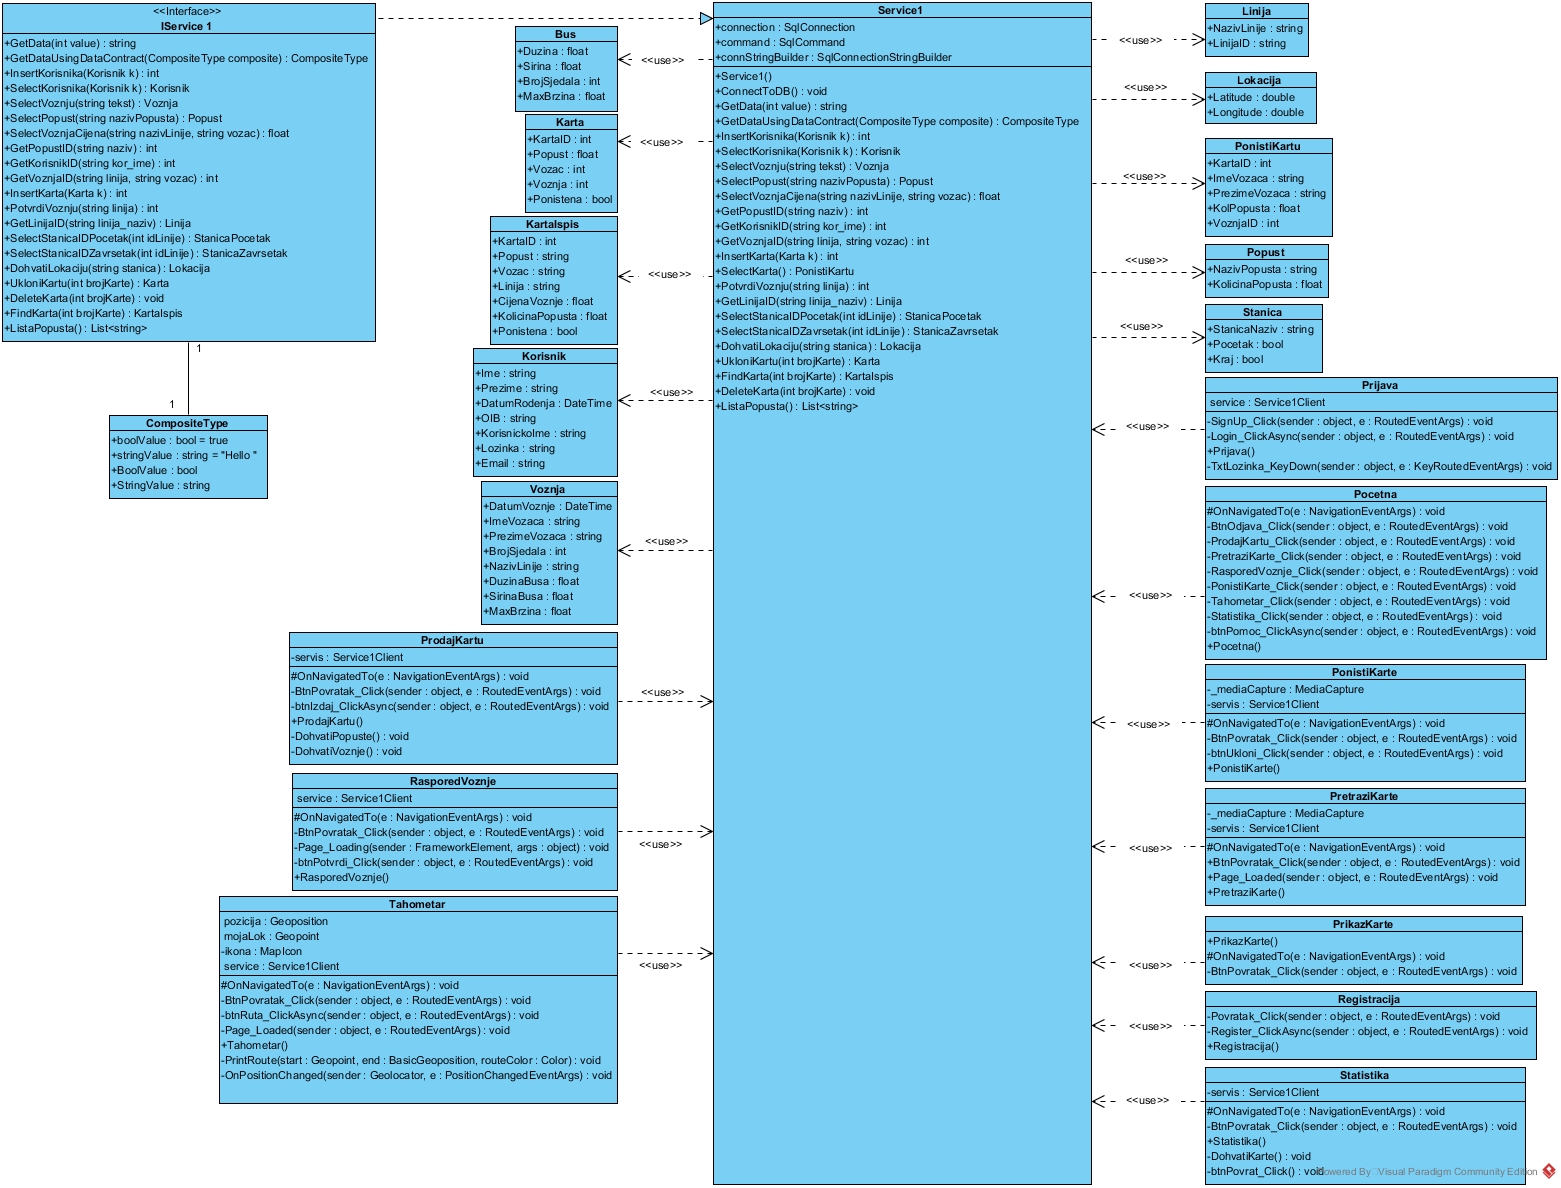 <<Interface>>
IService 1
+GetData(int value) : string
+GetDataUsingDataContract(CompositeType composite) : CompositeType
+InsertKorisnika(Korisnik k) : int
+SelectKorisnika(Korisnik k) : Korisnik
+SelectVoznju(string tekst) : Voznja
+SelectPopust(string nazivPopusta) : Popust
+SelectVoznjaCijena(string nazivLinije, string vozac) : float
+GetPopustID(string naziv) : int
+GetKorisnikID(string kor_ime) : int
+GetVoznjaID(string linija, string vozac) : int
+InsertKarta(Karta k) : int
+PotvrdiVoznju(string linija) : int
+GetLinijaID(string linija_naziv) : Linija
+SelectStanicaIDPocetak(int idLinije) : StanicaPocetak
+SelectStanicaIDZavrsetak(int idLinije) : StanicaZavrsetak
+DohvatiLokaciju(string stanica) : Lokacija
+UkloniKartu(int brojKarte) : Karta
+DeleteKarta(int brojKarte) : void
+FindKarta(int brojKarte) : KartaIspis
+ListaPopusta() : List<string>
1
1
CompositeType
+boolValue : bool = true
+stringValue : string = "Hello "
+BoolValue : bool
+StringValue : string
Bus
+Duzina : float
+Sirina : float
+BrojSjedala : int
+MaxBrzina : float
<<use>>
Karta
+KartaID : int
+Popust : float
+Vozac : int
+Voznja : int
+Ponistena : bool
<<use>>
KartaIspis
+KartaID : int
+Popust : string
+Vozac : string
+Linija : string
+CijenaVoznje : float
+KolicinaPopusta : float
+Ponistena : bool
<<use>>
Korisnik
+Ime : string
+Prezime : string
+DatumRodenja : DateTime
+OIB : string
+KorisnickoIme : string
+Lozinka : string
+Email : string
<<use>>
Voznja
+DatumVoznje : DateTime
+ImeVozaca : string
+PrezimeVozaca : string
+BrojSjedala : int
+NazivLinije : string
+DuzinaBusa : float
+SirinaBusa : float
+MaxBrzina : float
<<use>>
ProdajKartu
-servis : Service1Client
#OnNavigatedTo(e : NavigationEventArgs) : void
-BtnPovratak_Click(sender : object, e : RoutedEventArgs) : void
-btnIzdaj_ClickAsync(sender : object, e : RoutedEventArgs) : void
+ProdajKartu()
-DohvatiPopuste() : void
-DohvatiVoznje() : void
<<use>>
RasporedVoznje
service : Service1Client
#OnNavigatedTo(e : NavigationEventArgs) : void
-BtnPovratak_Click(sender : object, e : RoutedEventArgs) : void
-Page_Loading(sender : FrameworkElement, args : object) : void
-btnPotvrdi_Click(sender : object, e : RoutedEventArgs) : void
+RasporedVoznje()
<<use>>
Tahometar
pozicija : Geoposition
mojaLok : Geopoint
-ikona : MapIcon
service : Service1Client
#OnNavigatedTo(e : NavigationEventArgs) : void
-BtnPovratak_Click(sender : object, e : RoutedEventArgs) : void
-btnRuta_ClickAsync(sender : object, e : RoutedEventArgs) : void
-Page_Loaded(sender : object, e : RoutedEventArgs) : void
+Tahometar()
-PrintRoute(start : Geopoint, end : BasicGeoposition, routeColor : Color) : void
-OnPositionChanged(sender : Geolocator, e : PositionChangedEventArgs) : void
<<use>>
Service1
+connection : SqlConnection
+command : SqlCommand
+connStringBuilder : SqlConnectionStringBuilder
+Service1()
+ConnectToDB() : void
+GetData(int value) : string
+GetDataUsingDataContract(CompositeType composite) : CompositeType
+InsertKorisnika(Korisnik k) : int
+SelectKorisnika(Korisnik k) : Korisnik
+SelectVoznju(string tekst) : Voznja
+SelectPopust(string nazivPopusta) : Popust
+SelectVoznjaCijena(string nazivLinije, string vozac) : float
+GetPopustID(string naziv) : int
+GetKorisnikID(string kor_ime) : int
+GetVoznjaID(string linija, string vozac) : int
+InsertKarta(Karta k) : int
+SelectKarta() : PonistiKartu
+PotvrdiVoznju(string linija) : int
+GetLinijaID(string linija_naziv) : Linija
+SelectStanicaIDPocetak(int idLinije) : StanicaPocetak
+SelectStanicaIDZavrsetak(int idLinije) : StanicaZavrsetak
+DohvatiLokaciju(string stanica) : Lokacija
+UkloniKartu(int brojKarte) : Karta
+FindKarta(int brojKarte) : KartaIspis
+DeleteKarta(int brojKarte) : void
+ListaPopusta() : List<string>
<<use>>
Linija
+NazivLinije : string
+LinijaID : string
<<use>>
Lokacija
+Latitude : double
+Longitude : double
<<use>>
PonistiKartu
+KartaID : int
+ImeVozaca : string
+PrezimeVozaca : string
+KolPopusta : float
+VoznjaID : int
<<use>>
Popust
+NazivPopusta : string
+KolicinaPopusta : float
<<use>>
Stanica
+StanicaNaziv : string
+Pocetak : bool
+Kraj : bool
<<use>>
Prijava
service : Service1Client
-SignUp_Click(sender : object, e : RoutedEventArgs) : void
-Login_ClickAsync(sender : object, e : RoutedEventArgs) : void
+Prijava()
-TxtLozinka_KeyDown(sender : object, e : KeyRoutedEventArgs) : void
<<use>>
Pocetna
#OnNavigatedTo(e : NavigationEventArgs) : void
-BtnOdjava_Click(sender : object, e : RoutedEventArgs) : void
-ProdajKartu_Click(sender : object, e : RoutedEventArgs) : void
-PretraziKarte_Click(sender : object, e : RoutedEventArgs) : void
-RasporedVoznje_Click(sender : object, e : RoutedEventArgs) : void
-PonistiKarte_Click(sender : object, e : RoutedEventArgs) : void
-Tahometar_Click(sender : object, e : RoutedEventArgs) : void
-Statistika_Click(sender : object, e : RoutedEventArgs) : void
-btnPomoc_ClickAsync(sender : object, e : RoutedEventArgs) : void
+Pocetna()
<<use>>
PonistiKarte
-_mediaCapture : MediaCapture
-servis : Service1Client
#OnNavigatedTo(e : NavigationEventArgs) : void
-BtnPovratak_Click(sender : object, e : RoutedEventArgs) : void
-btnUkloni_Click(sender : object, e : RoutedEventArgs) : void
+PonistiKarte()
<<use>>
PretraziKarte
-_mediaCapture : MediaCapture
-servis : Service1Client
#OnNavigatedTo(e : NavigationEventArgs) : void
+BtnPovratak_Click(sender : object, e : RoutedEventArgs) : void
+Page_Loaded(sender : object, e : RoutedEventArgs) : void
+PretraziKarte()
<<use>>
PrikazKarte
+PrikazKarte()
#OnNavigatedTo(e : NavigationEventArgs) : void
-BtnPovratak_Click(sender : object, e : RoutedEventArgs) : void
<<use>>
Registracija
-Povratak_Click(sender : object, e : RoutedEventArgs) : void
-Register_ClickAsync(sender : object, e : RoutedEventArgs) : void
+Registracija()
<<use>>
Statistika
-servis : Service1Client
#OnNavigatedTo(e : NavigationEventArgs) : void
-BtnPovratak_Click(sender : object, e : RoutedEventArgs) : void
+Statistika()
-DohvatiKarte() : void
-btnPovrat_Click() : void
Powered By Visual Paradigm Community Edition